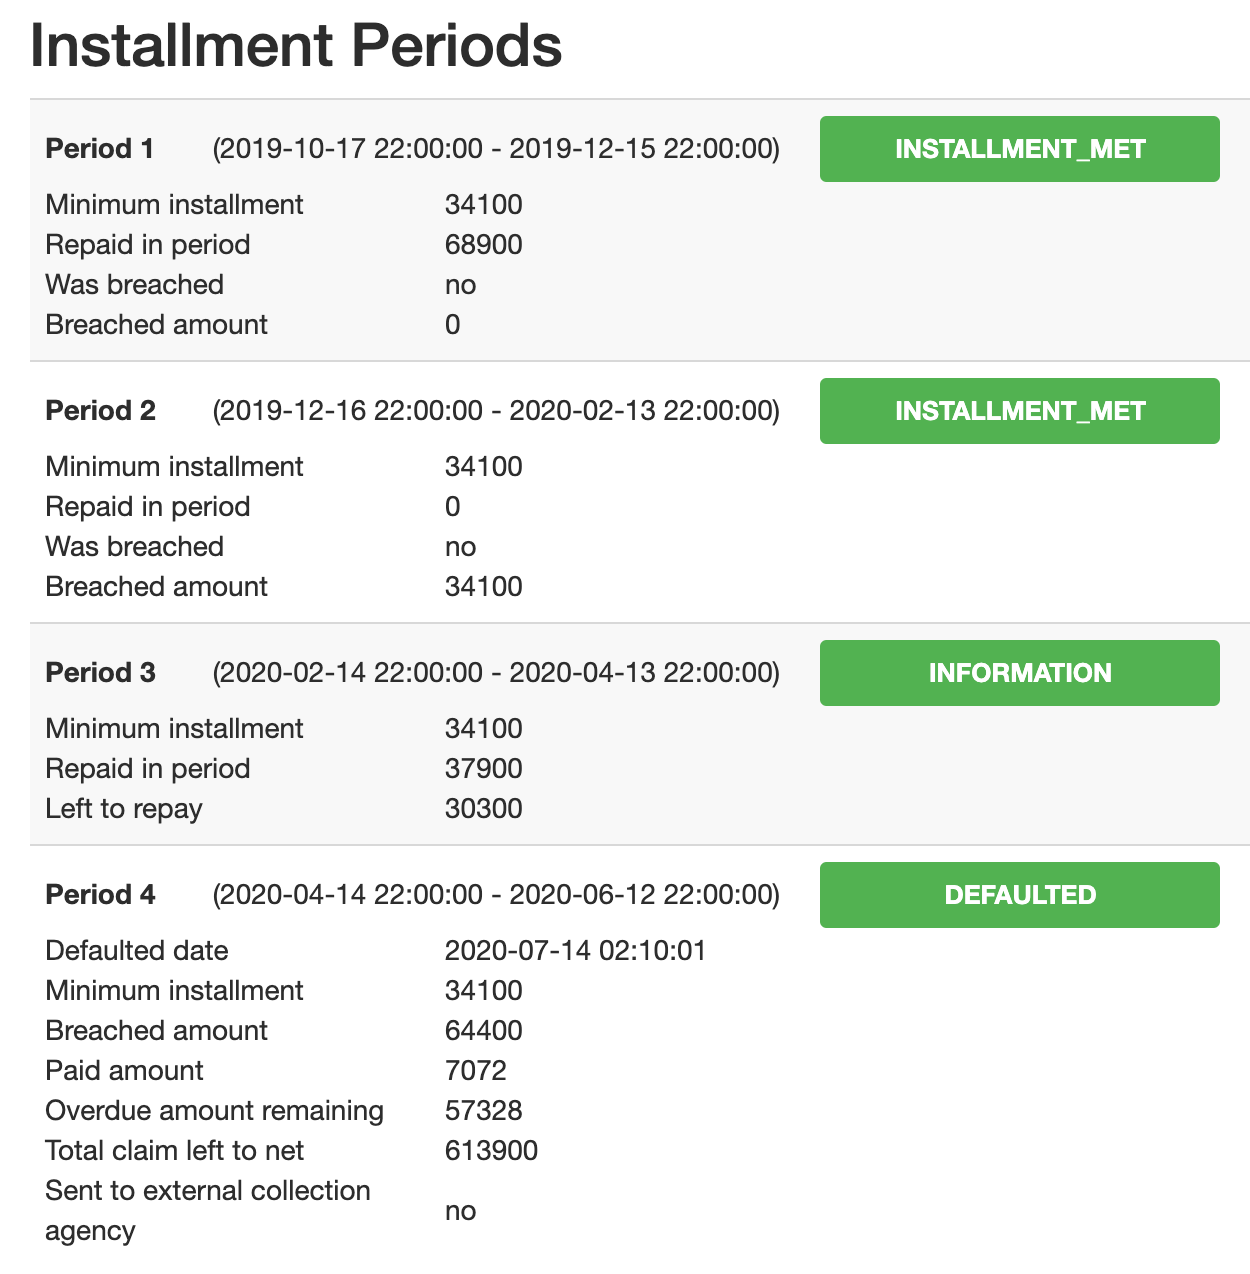 Installment Periods
Period 1 (2019-10-17 22:00:00 - 2019-12-15 22:00:00) INSTALLMENT_MET
Minimum installment 34100
Repaid in period 68900
Was breached no
Breached amount 0
Period 2 (2019-12-16 22:00:00 - 2020-02-13 22:00:00) INSTALLMENT_MET
Minimum installment 34100
Repaid in period 0
Was breached no
Breached amount 34100
Period 3 (2020-02-14 22:00:00 - 2020-04-13 22:00:00) INFORMATION
Minimum installment 34100
Repaid in period 37900
Left to repay 30300
Period 4 (2020-04-14 22:00:00 - 2020-06-12 22:00:00) DEFAULTED
Defaulted date 2020-07-14 02:10:01
Minimum installment 34100
Breached amount 64400
Paid amount 7072
Overdue amount remaining 57328
Total claim left to net 613900
Sent to external collection
agency no